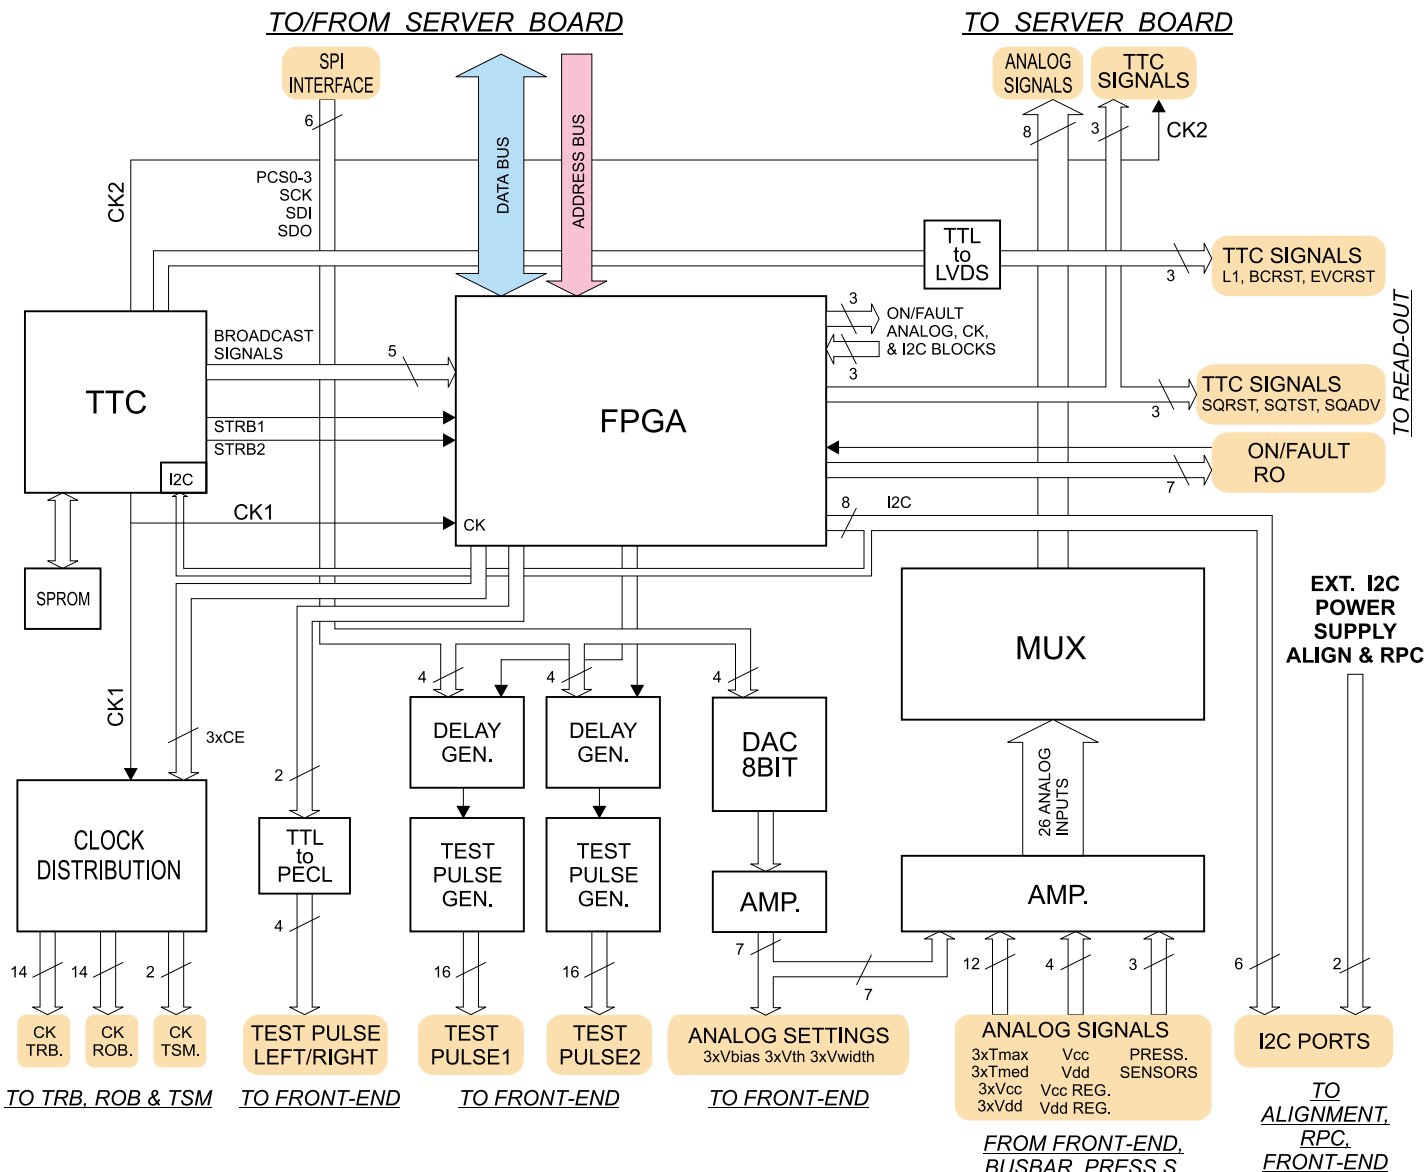 TO/FROM SERVER BOARD
TO SERVER BOARD
SPI
INTERFACE
ANALOG
SIGNALS
TTC
SIGNALS
6
8
3
CK2
DATA BUS
ADDRESS BUS
CK2
PCS0-3
SCK
SDI
SDO
TTL
to
LVDS
3
TTC SIGNALS
L1, BCRST, EVCRST
TO READ-OUT
TTC
BROADCAST
SIGNALS
5
STRB1
STRB2
I2C
CK1
CK
FPGA
3
ON/FAULT
ANALOG, CK,
& I2C BLOCKS
3
3
TTC SIGNALS
SQRST, SQTST, SQADV
7
ON/FAULT
RO
8
I2C
SPROM
MUX
EXT. I2C
POWER
SUPPLY
ALIGN & RPC
CK1
3xCE
2
4
4
4
DELAY
GEN.
DELAY
GEN.
DAC
8BIT
26 ANALOG
INPUTS
CLOCK
DISTRIBUTION
TTL
to
PECL
TEST
PULSE
GEN.
TEST
PULSE
GEN.
AMP.
AMP.
14
14
2
4
16
16
7
7
12
4
3
6
2
CK
TRB.
CK
ROB.
CK
TSM.
TEST PULSE
LEFT/RIGHT
TEST
PULSE1
TEST
PULSE2
ANALOG SETTINGS
3xVbias 3xVth 3xVwidth
ANALOG SIGNALS
3xTmax Vcc PRESS.
3xTmed Vdd SENSORS
3xVcc Vcc REG.
3xVdd Vdd REG.
I2C PORTS
TO TRB, ROB & TSM
TO FRONT-END
TO FRONT-END
TO FRONT-END
FROM FRONT-END,
BUSBAR, PRESS.S
TO
ALIGNMENT,
RPC,
FRONT-END